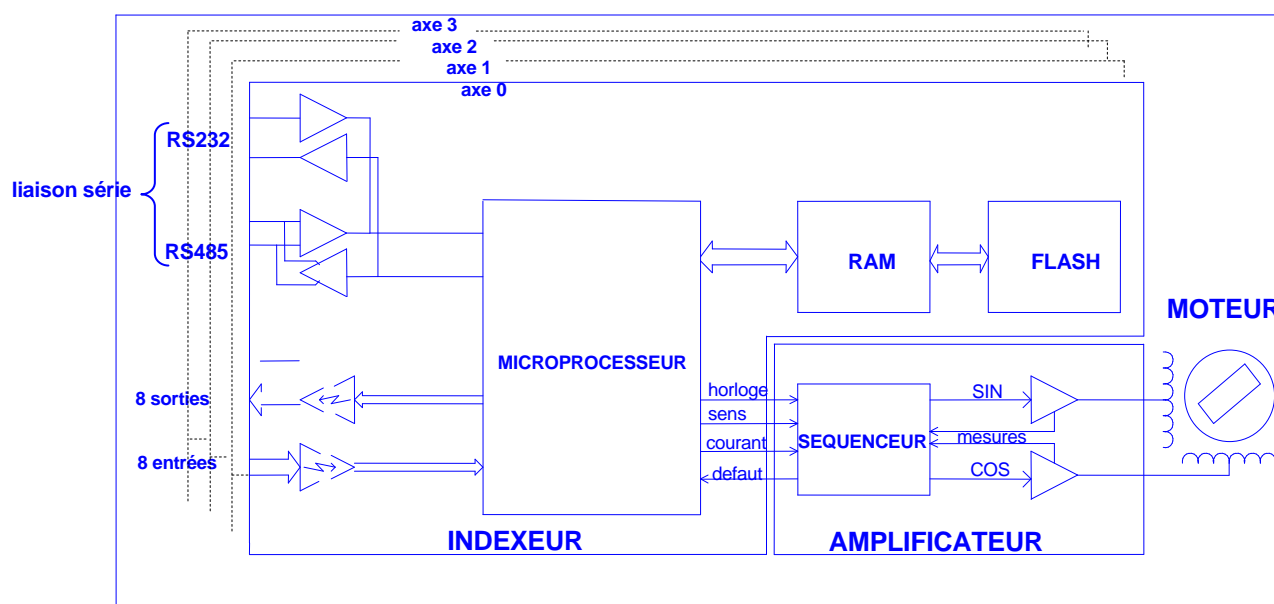 axe 3
axe 2
axe 1
axe 0
RS232
liaison série
RS485
RAM
FLASH
MOTEUR
MICROPROCESSEUR
8 sorties
horloge
SIN
sens
courant
SEQUENCEUR
mesures
8 entrées
defaut
COS
INDEXEUR
AMPLIFICATEUR